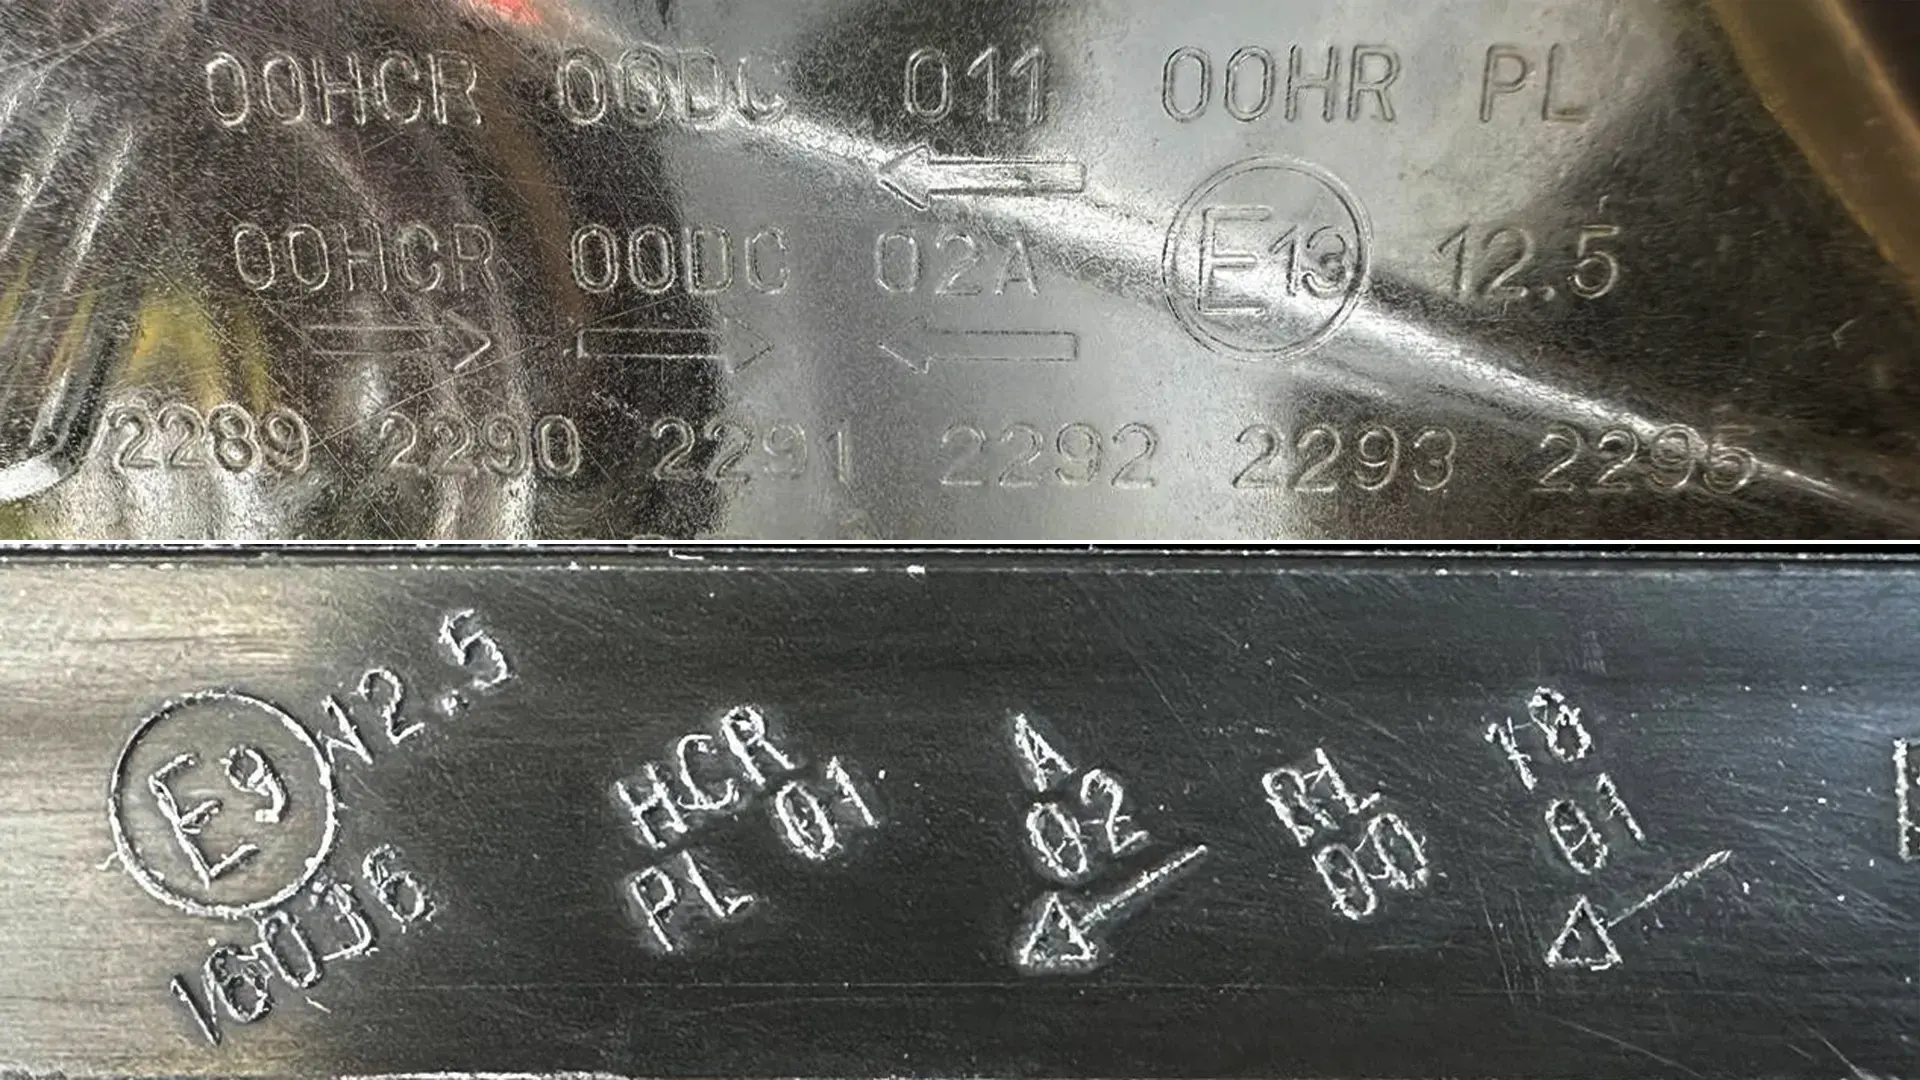 00HCR 00DC 011 00HR PL
E13 12.5
00HCR 00DC 02A
2289 2290 2291 2292 2293 2295
E9 12.5
16036
HCR 01
PL
A
02
RL
00
01